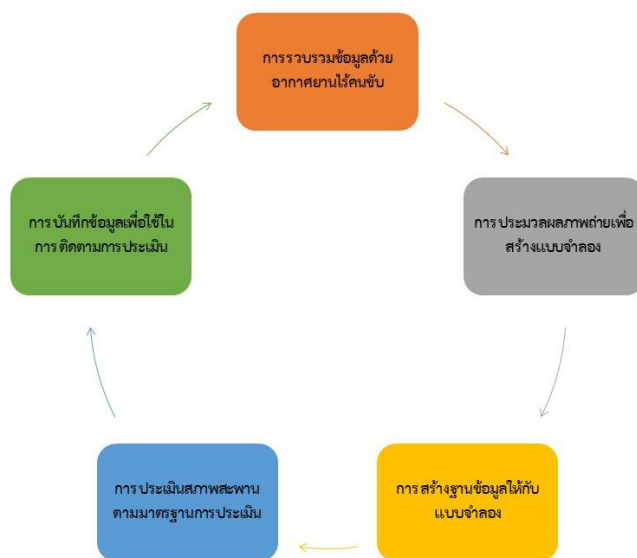 การรวบรวมข้อมูลด้วย
อากาศยานไร้คนขับ
การประมวลผลภาพถ่ายเพื่อ
สร้างแบบจำลอง
การสร้างฐานข้อมูลให้กับ
แบบจำลอง
การประเมินสภาพสะพาน
ตามมาตรฐานการประเมิน
การบันทึกข้อมูลเพื่อใช้ใน
การติดตามการประเมิน